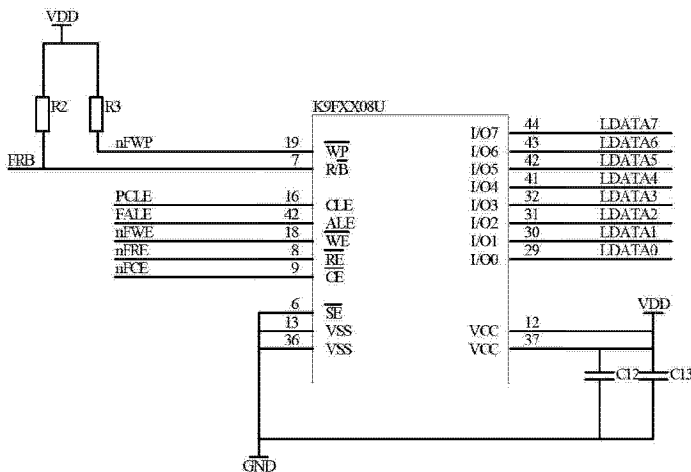 VDD
R2
R3
K9FXX08U
nFWP 19 WP
FRB 7 R/B
PCLE 16 CLE
FALE 42 ALE
nFWE 18 WE
nFRE 8 RE
nFCE 9 CE
6 SE
13 VSS
36 VSS
I/O7 44 LDATA7
I/O6 43 LDATA6
I/O5 42 LDATA5
I/O4 41 LDATA4
I/O3 32 LDATA3
I/O2 31 LDATA2
I/O1 30 LDATA1
I/O0 29 LDATA0
VDD
VCC 12
VCC 37
C12
C13
GND